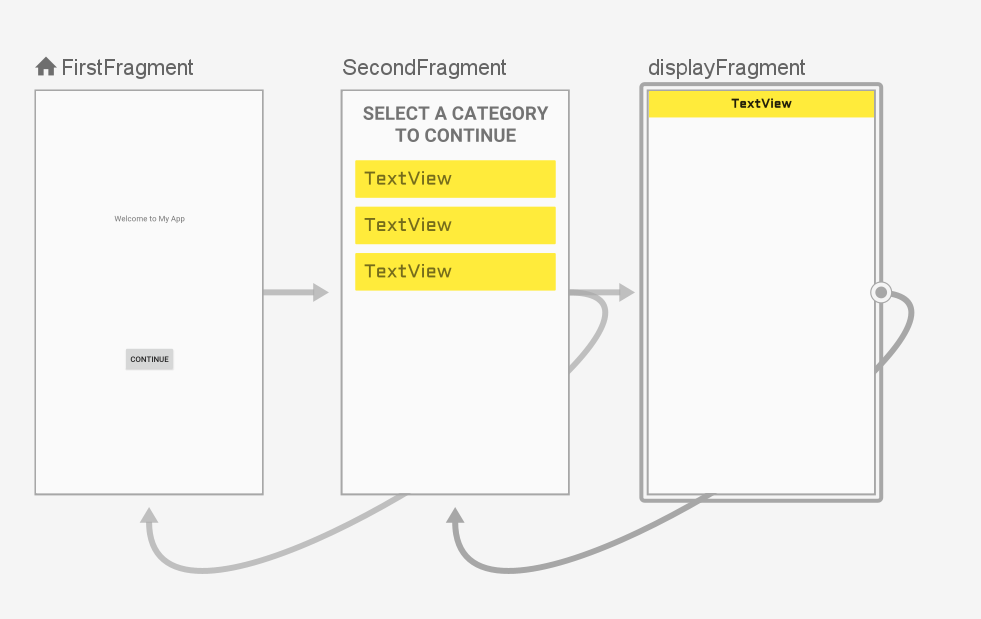 FirstFragment
Welcome to My App
CONTINUE
SecondFragment
SELECT A CATEGORY
TO CONTINUE
TextView
TextView
TextView
displayFragment
TextView